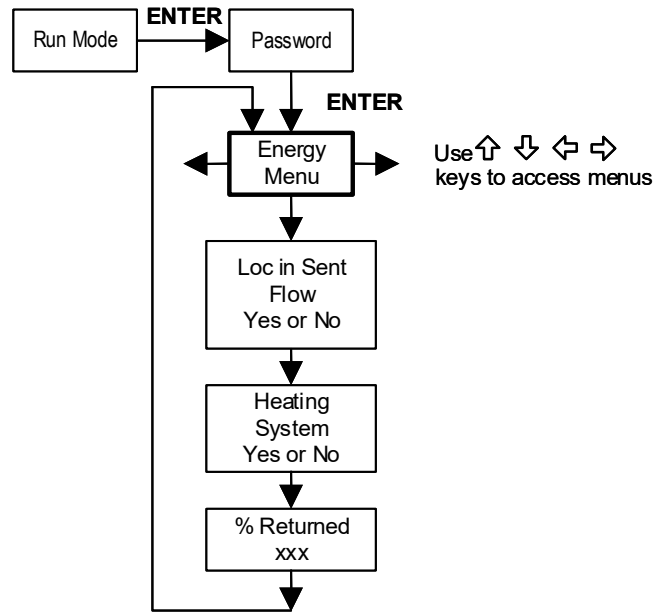 ENTER
Run Mode
Password
ENTER
Energy
Menu
Use ⇧ ⇩ ⇦ ⇨
keys to access menus
Loc in Sent
Flow
Yes or No
Heating
System
Yes or No
% Returned
xxx